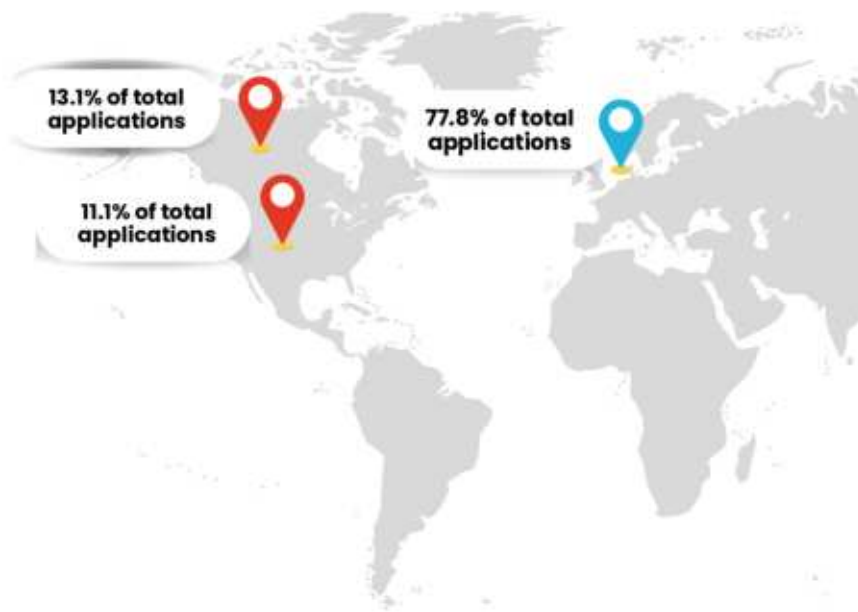 13.1% of total
applications
77.8% of total
applications
11.1% of total
applications